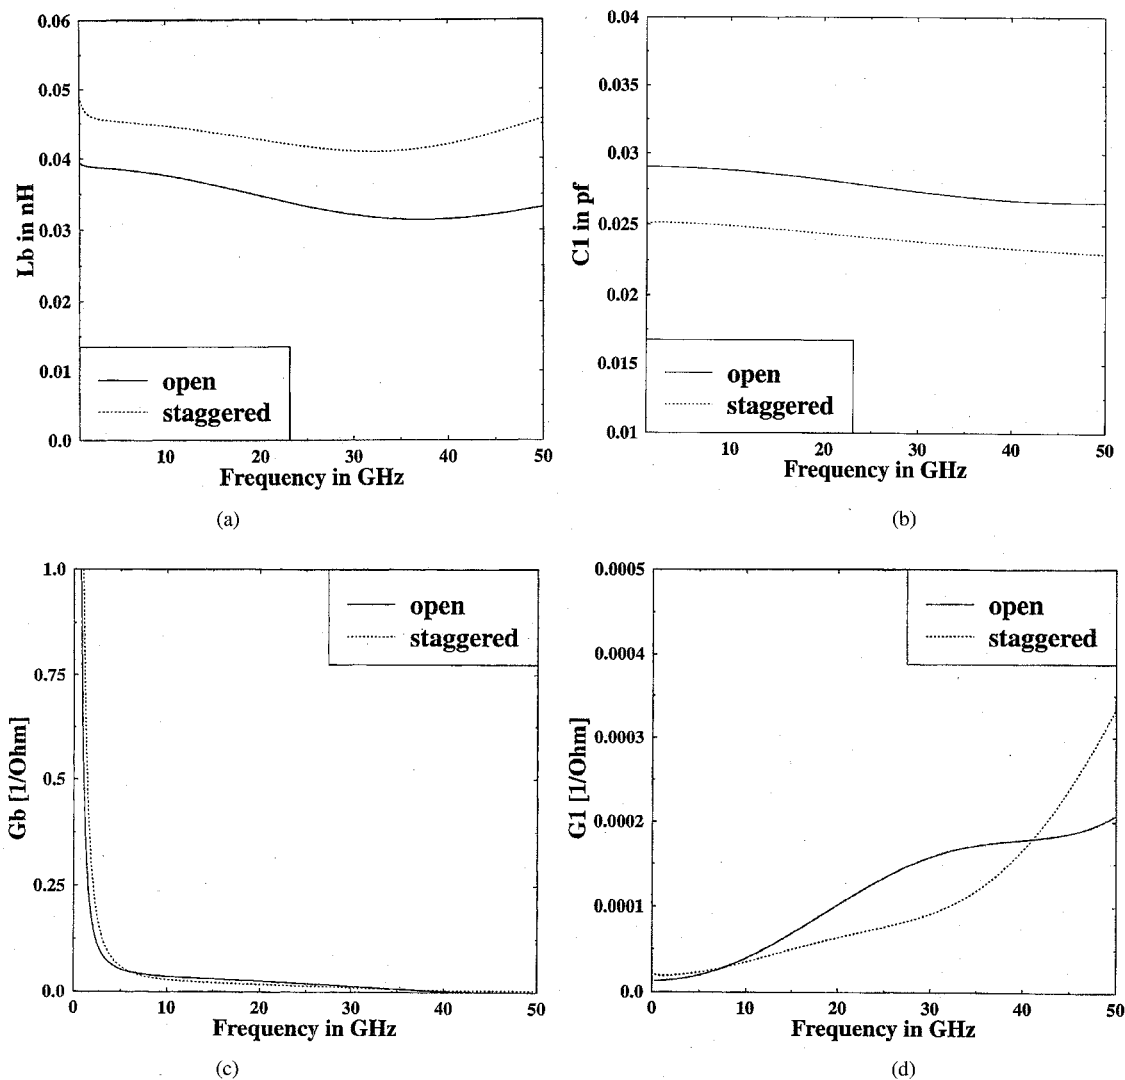 0.06
0.05
0.04
0.03
0.02
0.01
0.0
Lb in nH
open
staggered
10 20 30 40 50
Frequency in GHz
(a)
0.04
0.035
0.03
0.025
0.02
0.015
0.01
C1 in pf
open
staggered
10 20 30 40 50
Frequency in GHz
(b)
1.0
0.75
0.5
0.25
0.0
Gb [1/Ohm]
open
staggered
0 10 20 30 40 50
Frequency in GHz
(c)
0.0005
0.0004
0.0003
0.0002
0.0001
0.0
G1 [1/Ohm]
open
staggered
0 10 20 30 40 50
Frequency in GHz
(d)